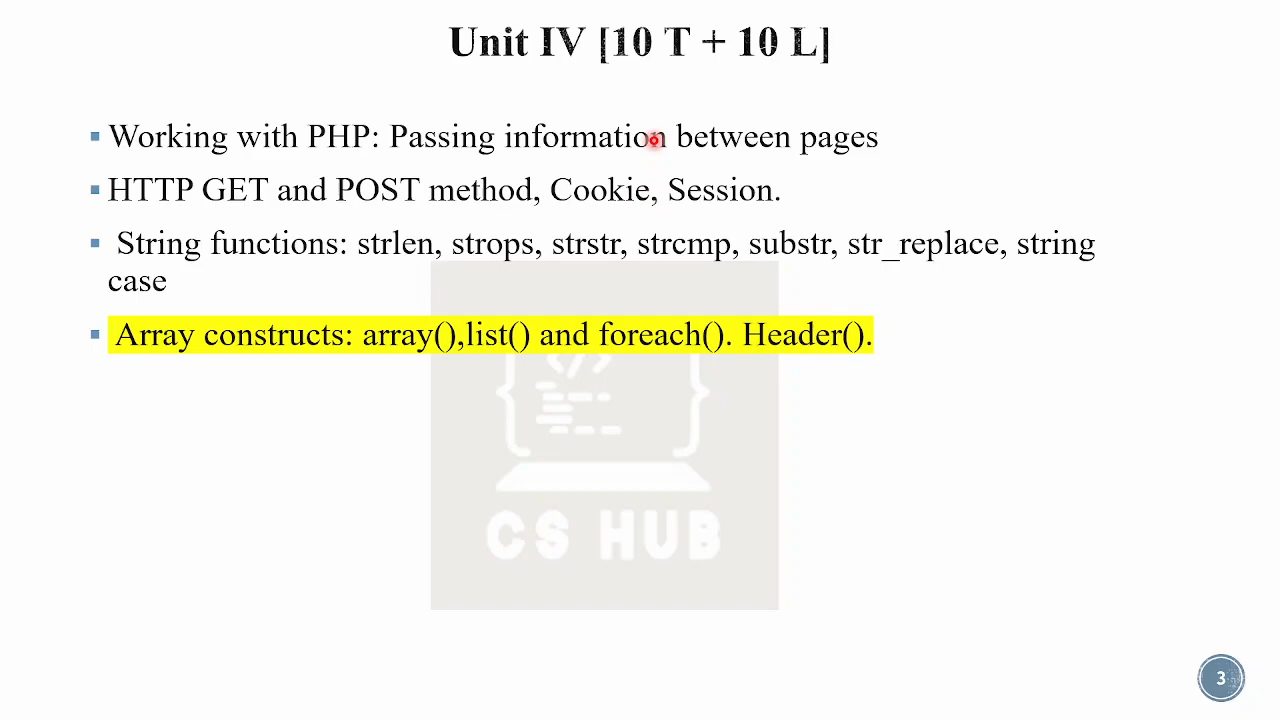 Unit IV [10 T + 10 L]
Working with PHP: Passing information between pages
HTTP GET and POST method, Cookie, Session.
String functions: strlen, strops, strstr, strcmp, substr, str_replace, string
case
Array constructs: array(),list() and foreach(). Header().
</>
CS HUB
3